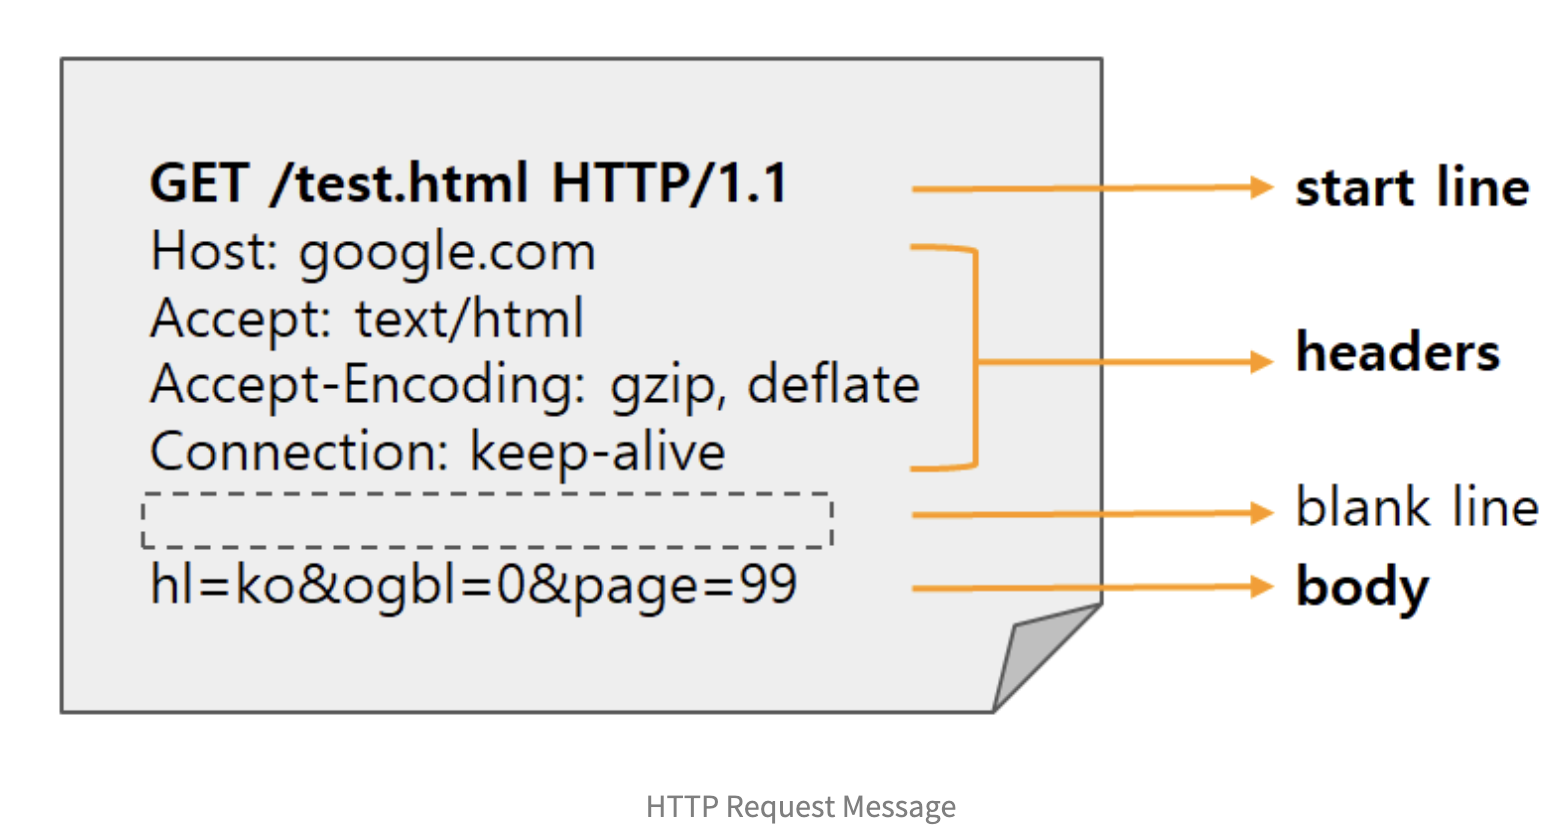 GET /test.html HTTP/1.1
start line
Host: google.com
Accept: text/html
Accept-Encoding: gzip, deflate
Connection: keep-alive
headers
blank line
hl=ko&ogbl=0&page=99
body
HTTP Request Message